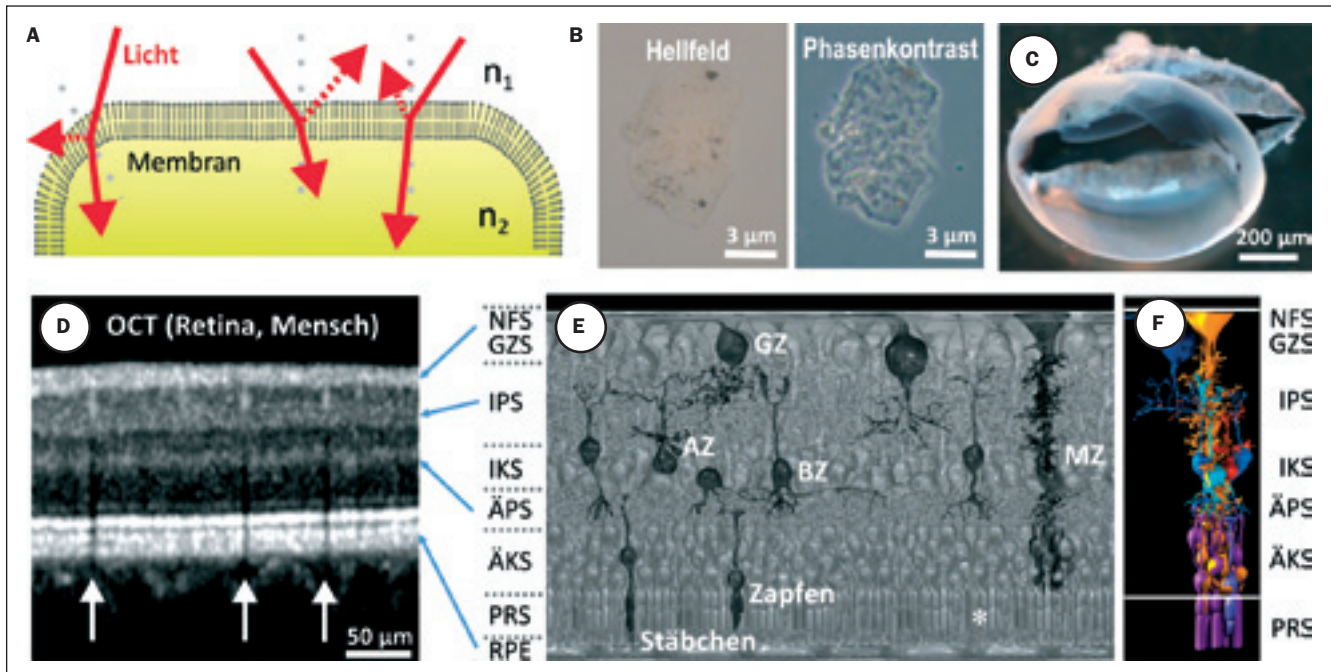 A
Licht
n1
Membran
n2
B
Hellfeld
3 µm
Phasenkontrast
3 µm
C
200 µm
D
OCT (Retina, Mensch)
50 µm
NFS
GZS
IPS
IKS
ÄPS
ÄKS
PRS
RPE
E
GZ
AZ
BZ
MZ
Zapfen
*
Stäbchen
F
NFS
GZS
IPS
IKS
ÄPS
ÄKS
PRS